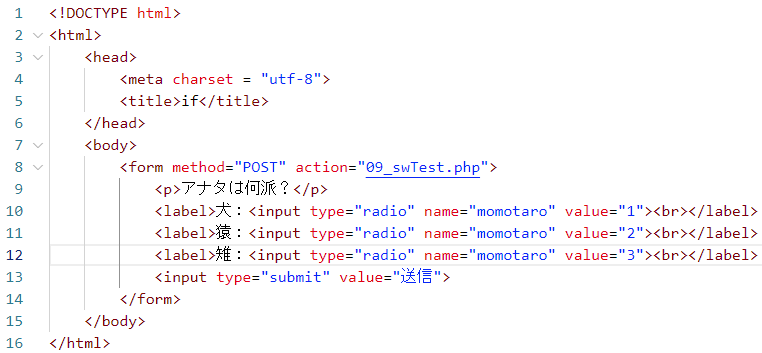 1 <!DOCTYPE html>
2 <html>
3 <head>
4 <meta charset = "utf-8">
5 <title>if</title>
6 </head>
7 <body>
8 <form method="POST" action="09_swTest.php">
9 <p>アナタは何派？</p>
10 <label>犬：<input type="radio" name="momotaro" value="1"><br></label>
11 <label>猿：<input type="radio" name="momotaro" value="2"><br></label>
12 <label>雉：<input type="radio" name="momotaro" value="3"><br></label>
13 <input type="submit" value="送信">
14 </form>
15 </body>
16 </html>